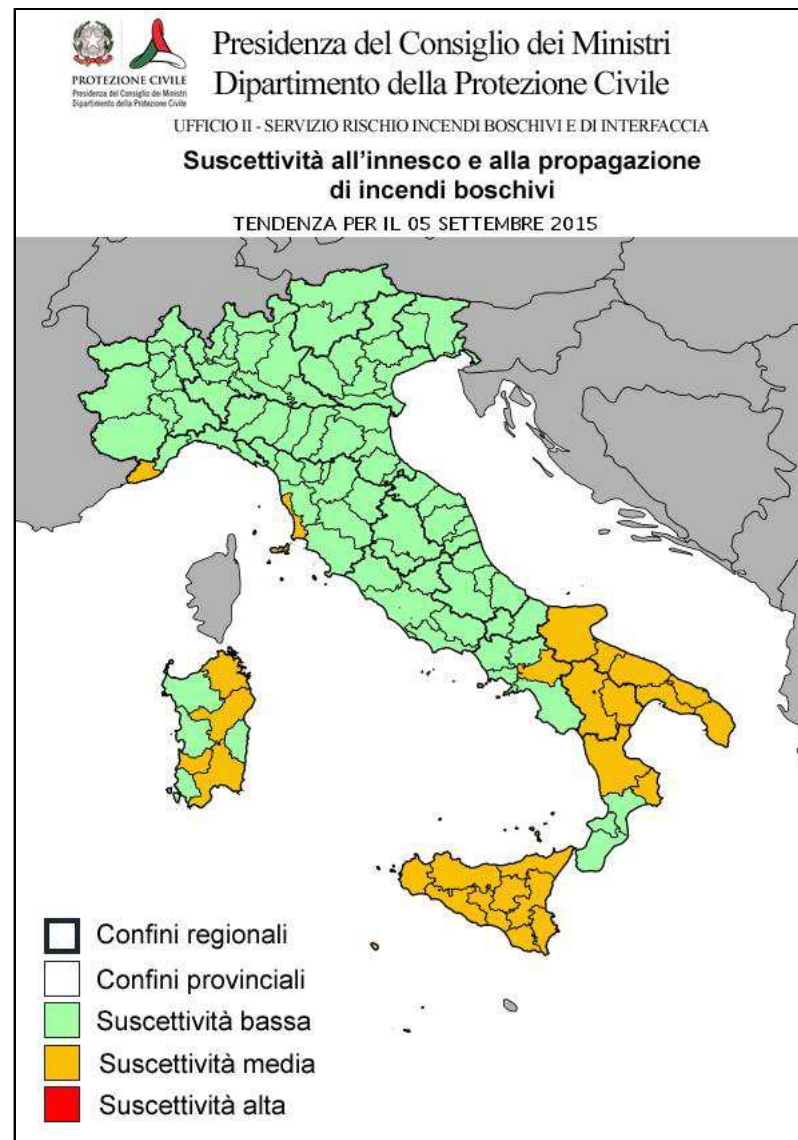 PROTEZIONE CIVILE
Presidenza del Consiglio dei Ministri
Dipartimento della Protezione Civile
Presidenza del Consiglio dei Ministri
Dipartimento della Protezione Civile
UFFICIO II - SERVIZIO RISCHIO INCENDI BOSCHIVI E DI INTERFACCIA
Suscettività all'innesco e alla propagazione
di incendi boschivi
TENDENZA PER IL 05 SETTEMBRE 2015
Confini regionali
Confini provinciali
Suscettività bassa
Suscettività media
Suscettività alta